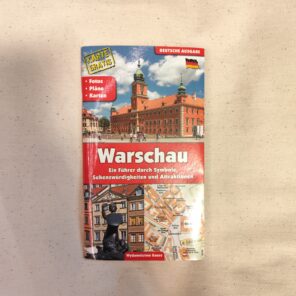 KARTE
GRATIS
DEUTSCHE AUSGABE
• Fotos
• Pläne
• Karten
Warschau
Ein Führer durch Symbole,
Sehenswürdigkeiten und Attraktionen